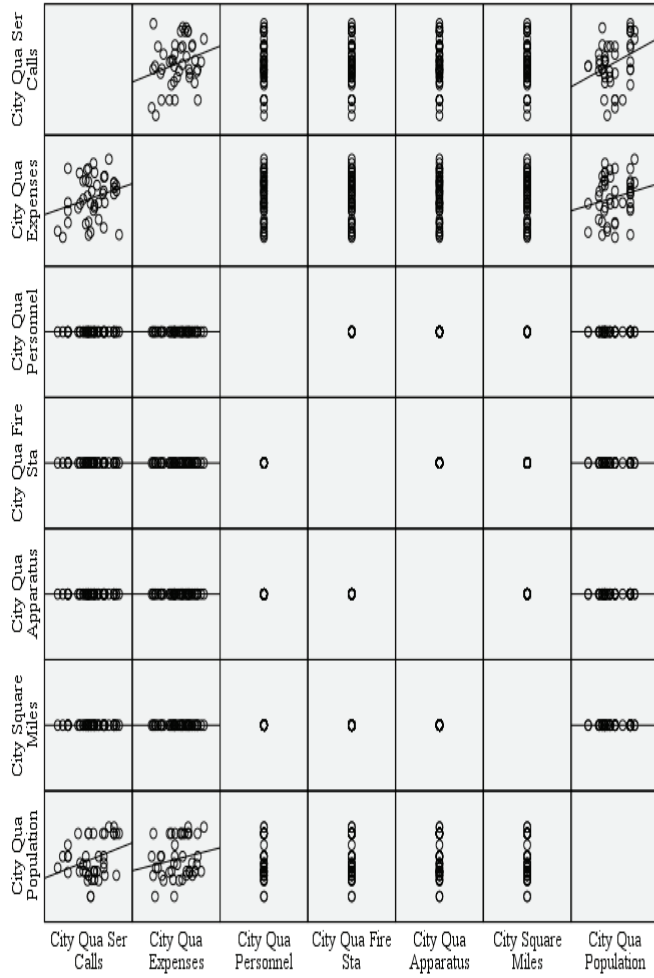 City Qua Ser
Calls
City Qua
Expenses
City Qua
Personnel
City Qua Fire
Sta
City Qua
Apparatus
City Square
Miles
City Qua
Population
City Qua Ser
Calls
City Qua
Expenses
City Qua
Personnel
City Qua Fire
Sta
City Qua
Apparatus
City Square
Miles
City Qua
Population